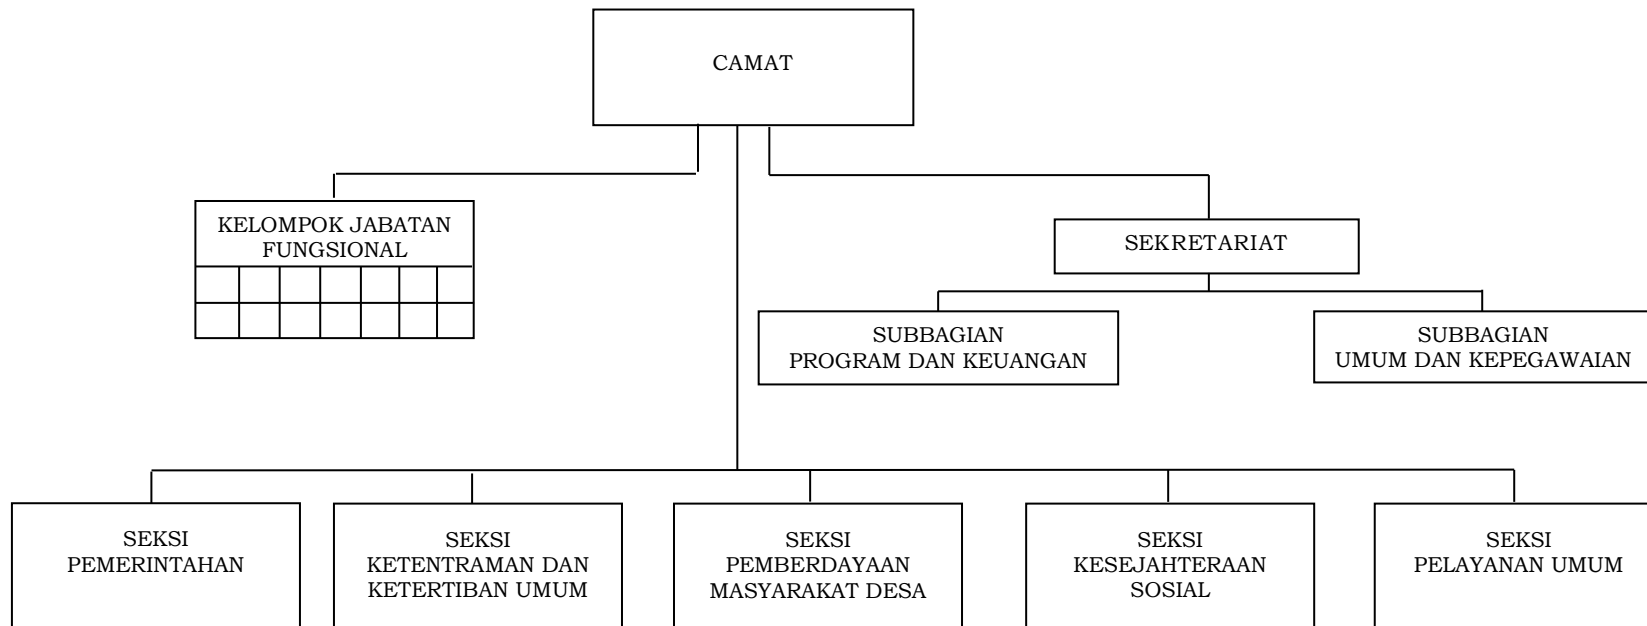 CAMAT
KELOMPOK JABATAN
FUNGSIONAL
SEKRETARIAT
SUBBAGIAN
PROGRAM DAN KEUANGAN
SUBBAGIAN
UMUM DAN KEPEGAWAIAN
SEKSI
PEMERINTAHAN
SEKSI
KETENTRAMAN DAN
KETERTIBAN UMUM
SEKSI
PEMBERDAYAAN
MASYARAKAT DESA
SEKSI
KESEJAHTERAAN
SOSIAL
SEKSI
PELAYANAN UMUM